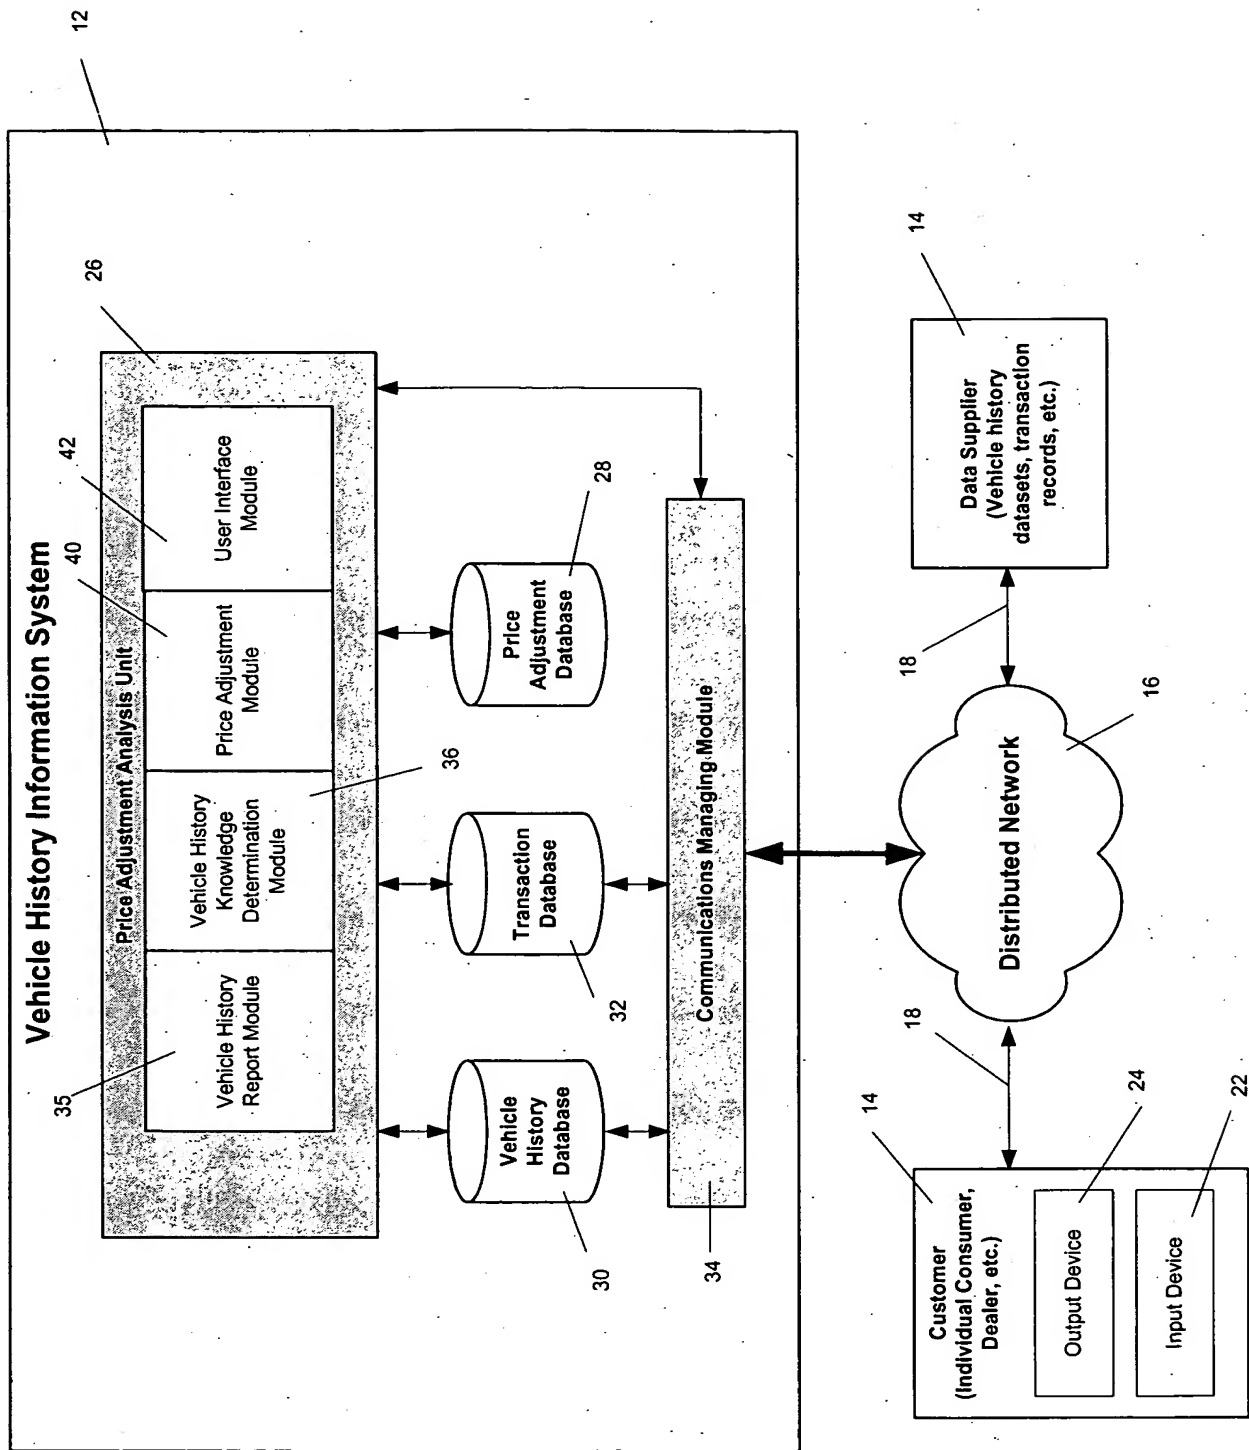 Vehicle History Information System
12
Price Adjustment Analysis Unit
26
35
Vehicle History
Report Module
Vehicle History
Knowledge
Determination
Module
36
Price Adjustment
Module
40
User Interface
Module
42
Vehicle
History
Database
30
Transaction
Database
32
Price
Adjustment
Database
28
Communications Managing Module
34
Customer
(Individual Consumer,
Dealer, etc.)
14
Output Device
24
Input Device
22
18
Distributed Network
16
18
Data Supplier
(Vehicle history
datasets, transaction
records, etc.)
14